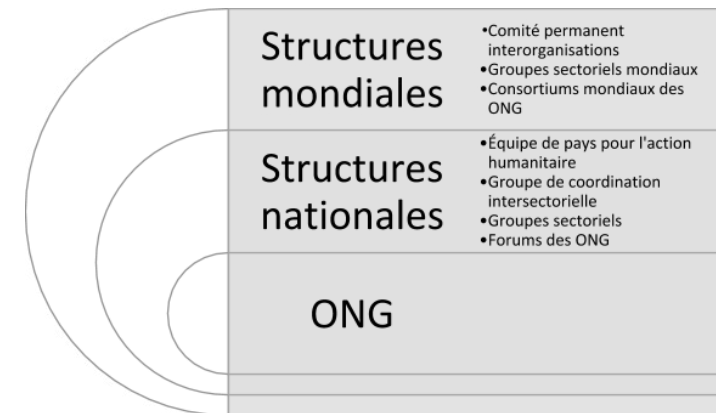 Structures
mondiales
•Comité permanent
interorganisations
•Groupes sectoriels mondiaux
•Consortiums mondiaux des
ONG
Structures
nationales
•Équipe de pays pour l'action
humanitaire
•Groupe de coordination
intersectorielle
•Groupes sectoriels
•Forums des ONG
ONG